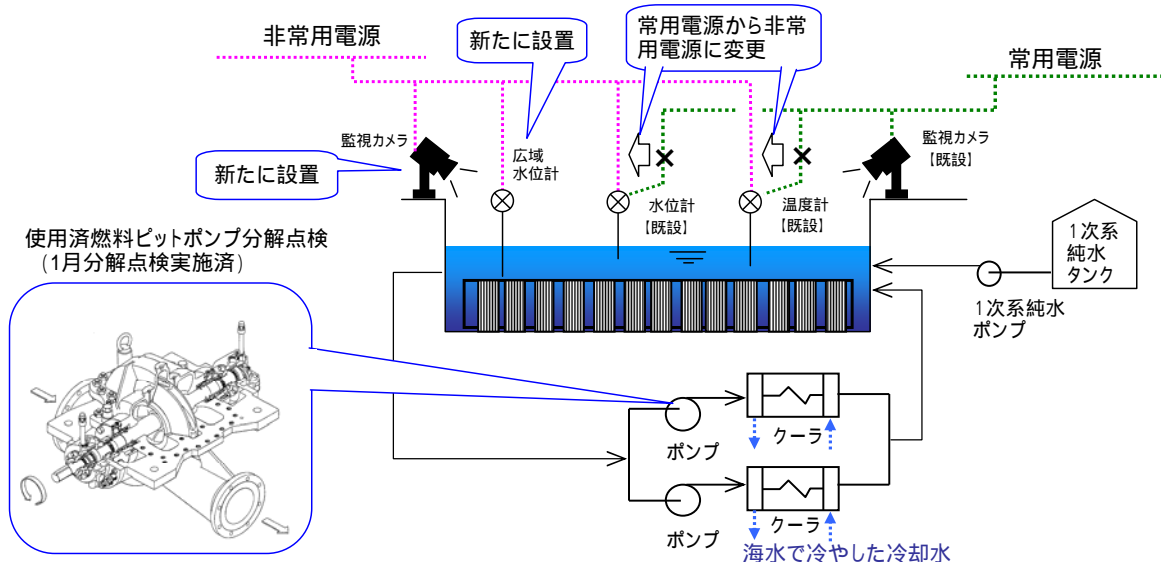 非常用電源
新たに設置
常用電源から非常
用電源に変更
常用電源
監視カメラ
広域
水位計
監視カメラ
【既設】
新たに設置
水位計
【既設】
温度計
【既設】
使用済燃料ピットポンプ分解点検
(1月分解点検実施済)
1次系
純水
タンク
1次系純水
ポンプ
ポンプ
クーラ
ポンプ
クーラ
海水で冷やした冷却水